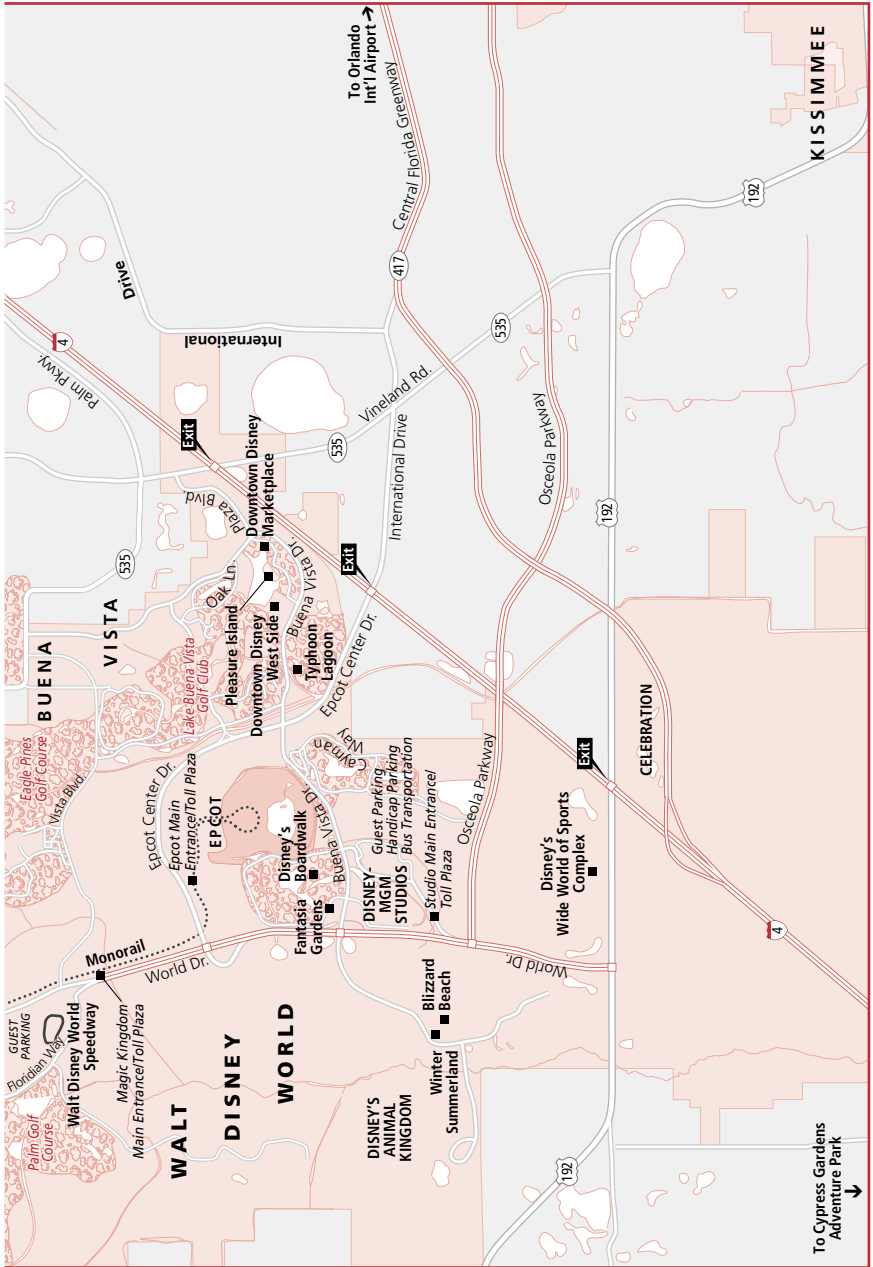 To Orlando
Int'l Airport
Central Florida Greenway
KISSIMMEE
192
417
535
Drive
International
4
Palm Pkwy.
Exit
Vineland Rd.
535
International Drive
Osceola Parkway
192
Plaza Blvd.
Downtown Disney
Marketplace
535
Oak Ln.
Buena Vista Dr.
Exit
BUENA
VISTA
Pleasure Island
Downtown Disney
West Side
Typhoon
Lagoon
Lake Buena Vista
Golf Club
Epcot Center Dr.
Eagle Pines
Golf Course
Vista Blvd.
Epcot Center Dr.
Cayman
Way
Epcot Main
Entrance/Toll Plaza
EPCOT
Buena Vista Dr.
Disney's
Boardwalk
Fantasia
Gardens
Guest Parking
Handicap Parking
Bus Transportation
DISNEY-
MGM
STUDIOS
Studio Main Entrance/
Toll Plaza
Osceola Parkway
Exit
CELEBRATION
Disney's
Wide World of Sports
Complex
4
Monorail
World Dr.
World Dr.
GUEST
PARKING
Floridian Way
Walt Disney World
Speedway
Magic Kingdom
Main Entrance/Toll Plaza
Palm Golf
Course
WALT
DISNEY
WORLD
Blizzard
Beach
Winter
Summerland
DISNEY'S
ANIMAL
KINGDOM
192
To Cypress Gardens
Adventure Park